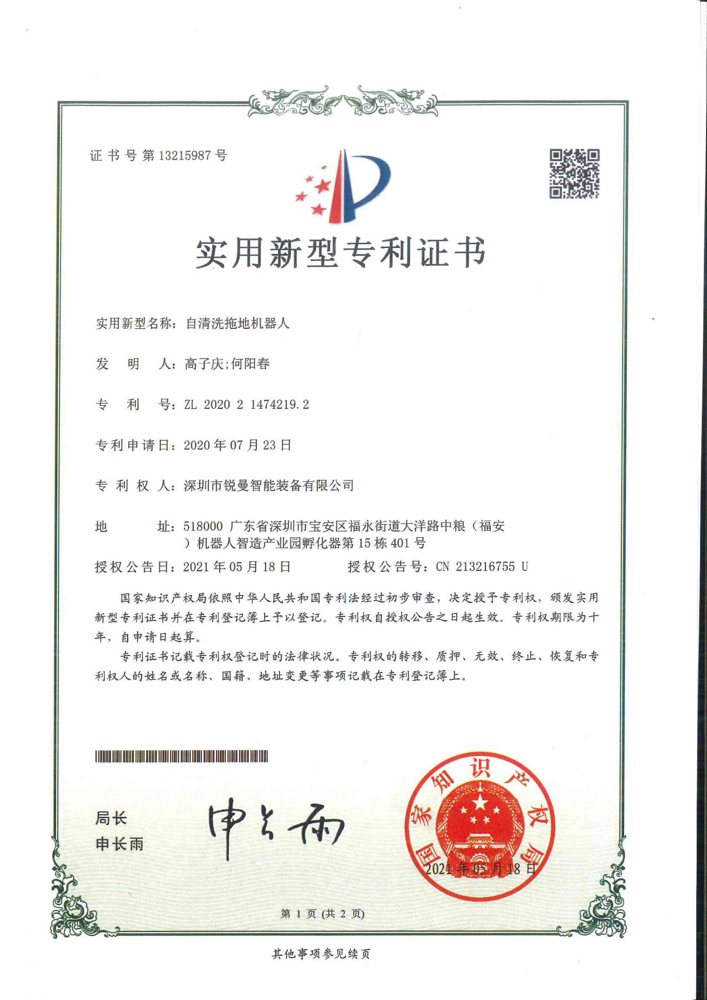 证书号第13215987号
实用新型专利证书
实用新型名称：自清洗拖地机器人
发明人：高子庆;何阳春
专利号：ZL 2020 2 1474219.2
专利申请日：2020年07月23日
专利权人：深圳市锐曼智能装备有限公司
地址：518000 广东省深圳市宝安区福永街道大洋路中粮（福安
）机器人智造产业园孵化器第15栋401号
授权公告日：2021年05月18日 授权公告号：CN 213216755 U
国家知识产权局依照中华人民共和国专利法经过初步审查，决定授予专利权，颁发实用
新型专利证书并在专利登记簿上予以登记。专利权自授权公告之日起生效。专利权期限为十
年，自申请日起算。
专利证书记载专利权登记时的法律状况。专利权的转移、质押、无效、终止、恢复和专
利权人的姓名或名称、国籍、地址变更等事项记载在专利登记簿上。
局长
申长雨
申长雨
国家知识产权局
2021年05月18日
第 1 页 (共 2 页)
其他事项参见续页